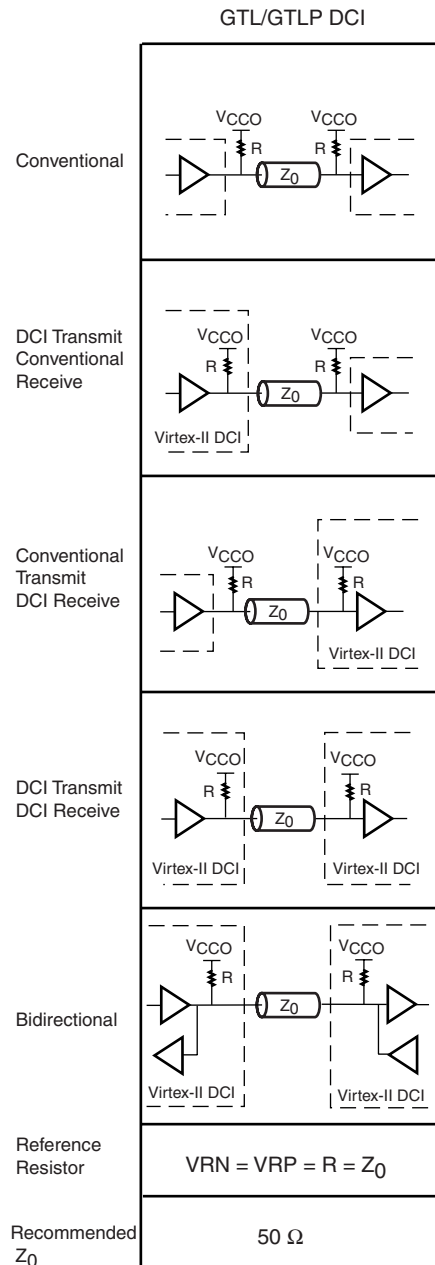 GTL/GTLP DCI
Conventional
VCCO VCCO
R R
Z0
DCI Transmit
Conventional
Receive
VCCO VCCO
R R
Z0
Virtex-II DCI
Conventional
Transmit
DCI Receive
VCCO VCCO
R R
Z0
Virtex-II DCI
DCI Transmit
DCI Receive
VCCO VCCO
R R
Z0
Virtex-II DCI Virtex-II DCI
Bidirectional
VCCO VCCO
R R
Z0
Virtex-II DCI Virtex-II DCI
Reference
Resistor
VRN = VRP = R = Z0
Recommended
Z0
50 Ω